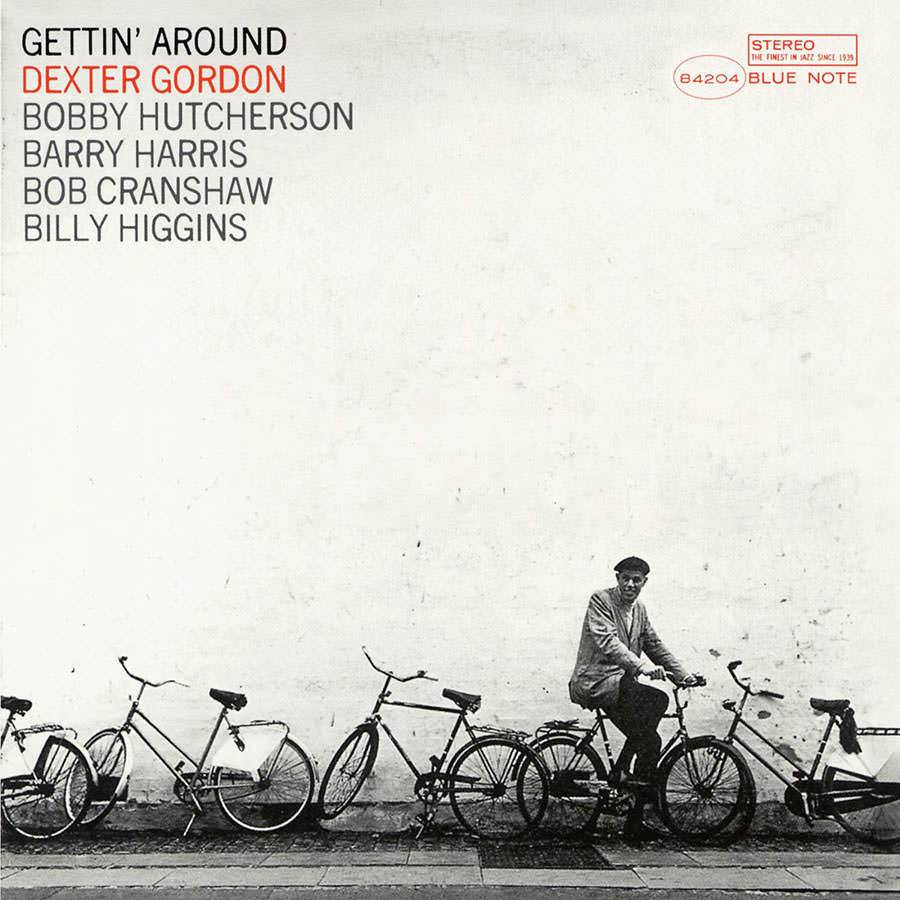 GETTIN' AROUND
DEXTER GORDON
BOBBY HUTCHERSON
BARRY HARRIS
BOB CRANSHAW
BILLY HIGGINS
STEREO
THE FINEST IN JAZZ SINCE 1939
84204 BLUE NOTE